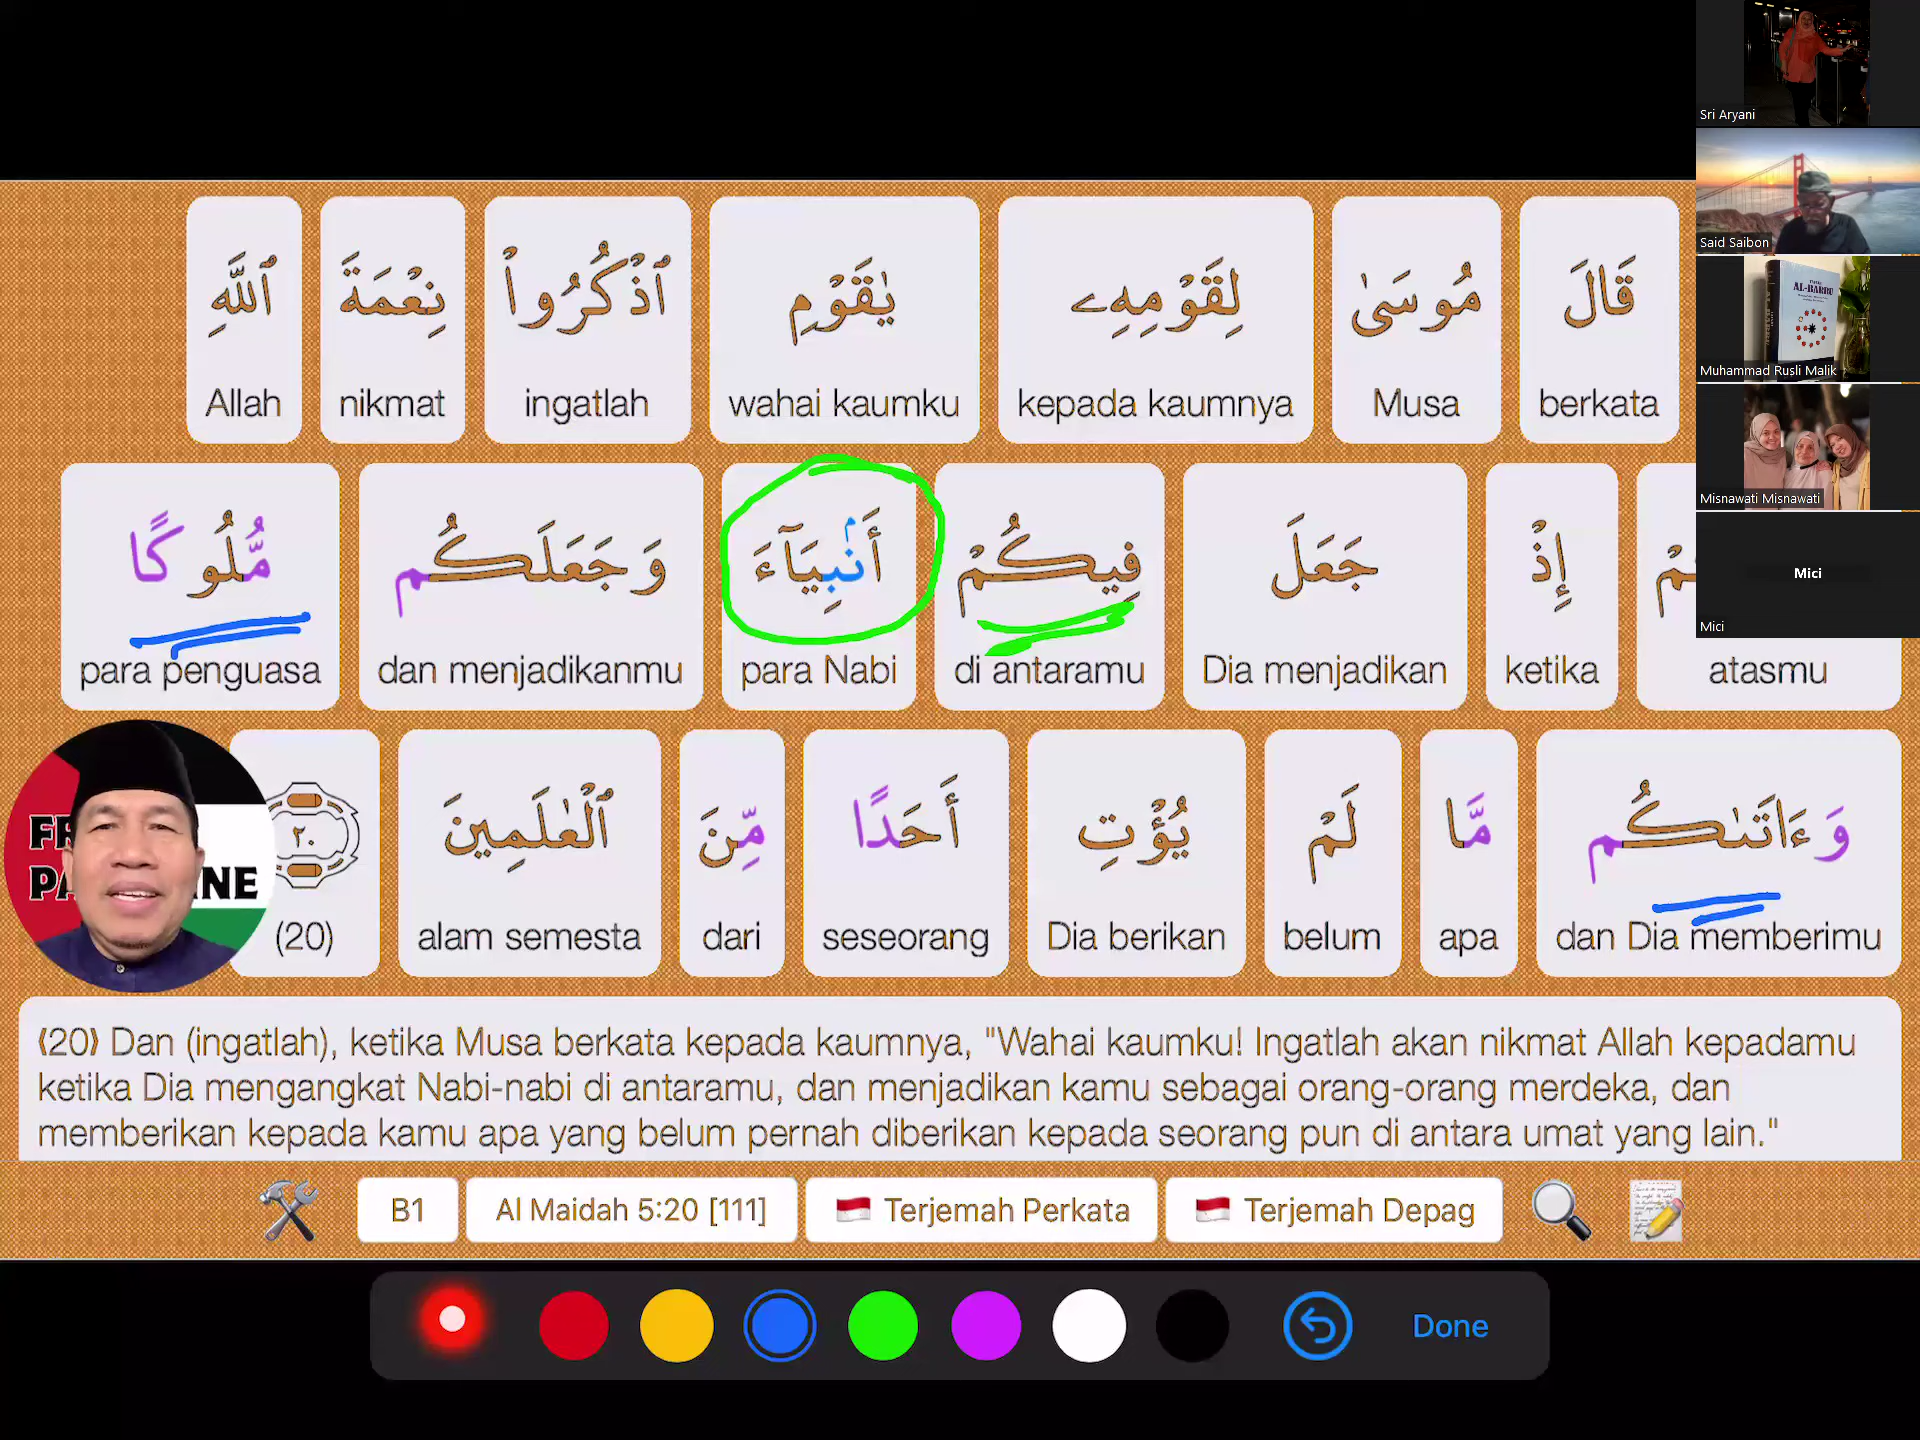 Sri Aryani
Said Saibon
AL-BARRU
Muhammad Rusli Malik
Misnawati Misnawati
Mici
Mici
قَالَ مُوسَىٰ لِقَوْمِهِۦ يَٰقَوْمِ ٱذْكُرُوا۟ نِعْمَةَ ٱللَّهِ
berkata Musa kepada kaumnya wahai kaumku ingatlah nikmat Allah
إِذْ جَعَلَ فِيكُمْ أَنۢبِيَآءَ وَجَعَلَكُم مُّلُوكًا
atasmu ketika Dia menjadikan di antaramu para Nabi dan menjadikanmu para penguasa
وَءَاتَىٰكُم مَّا لَمْ يُؤْتِ أَحَدًا مِّنَ ٱلْعَٰلَمِينَ ٢٠
dan Dia memberimu apa belum Dia berikan seseorang dari alam semesta (20)
⟨20⟩ Dan (ingatlah), ketika Musa berkata kepada kaumnya, "Wahai kaumku! Ingatlah akan nikmat Allah kepadamu
ketika Dia mengangkat Nabi-nabi di antaramu, dan menjadikan kamu sebagai orang-orang merdeka, dan
memberikan kepada kamu apa yang belum pernah diberikan kepada seorang pun di antara umat yang lain."
B1 Al Maidah 5:20 [111] Terjemah Perkata Terjemah Depag
Done